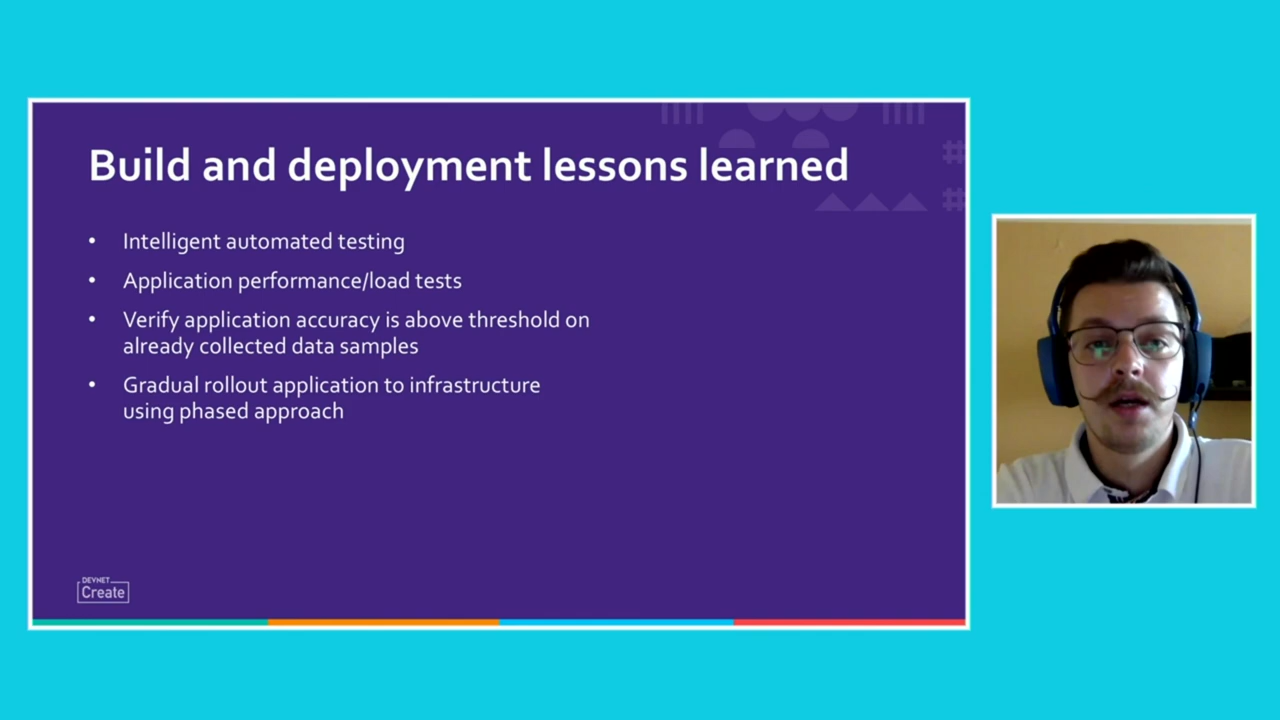 Build and deployment lessons learned
• Intelligent automated testing
• Application performance/load tests
• Verify application accuracy is above threshold on
already collected data samples
• Gradual rollout application to infrastructure
using phased approach
DEVNET
Create